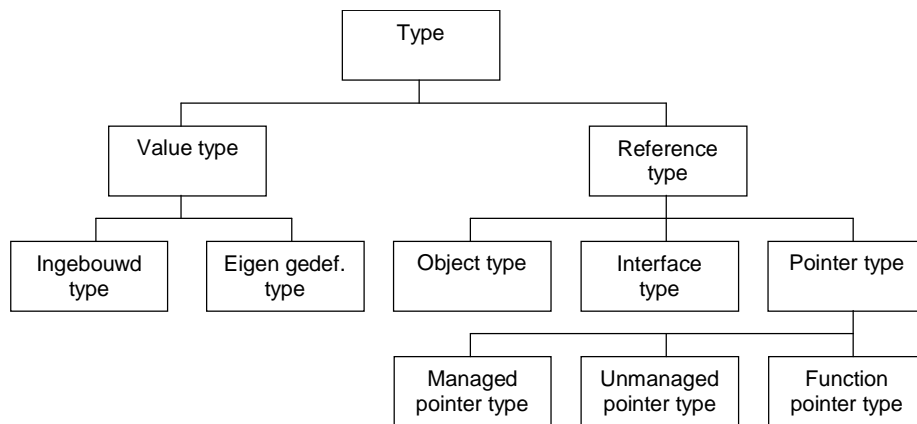 Type
Value type
Reference
type
Ingebouwd
type
Eigen gedef.
type
Object type
Interface
type
Pointer type
Managed
pointer type
Unmanaged
pointer type
Function
pointer type